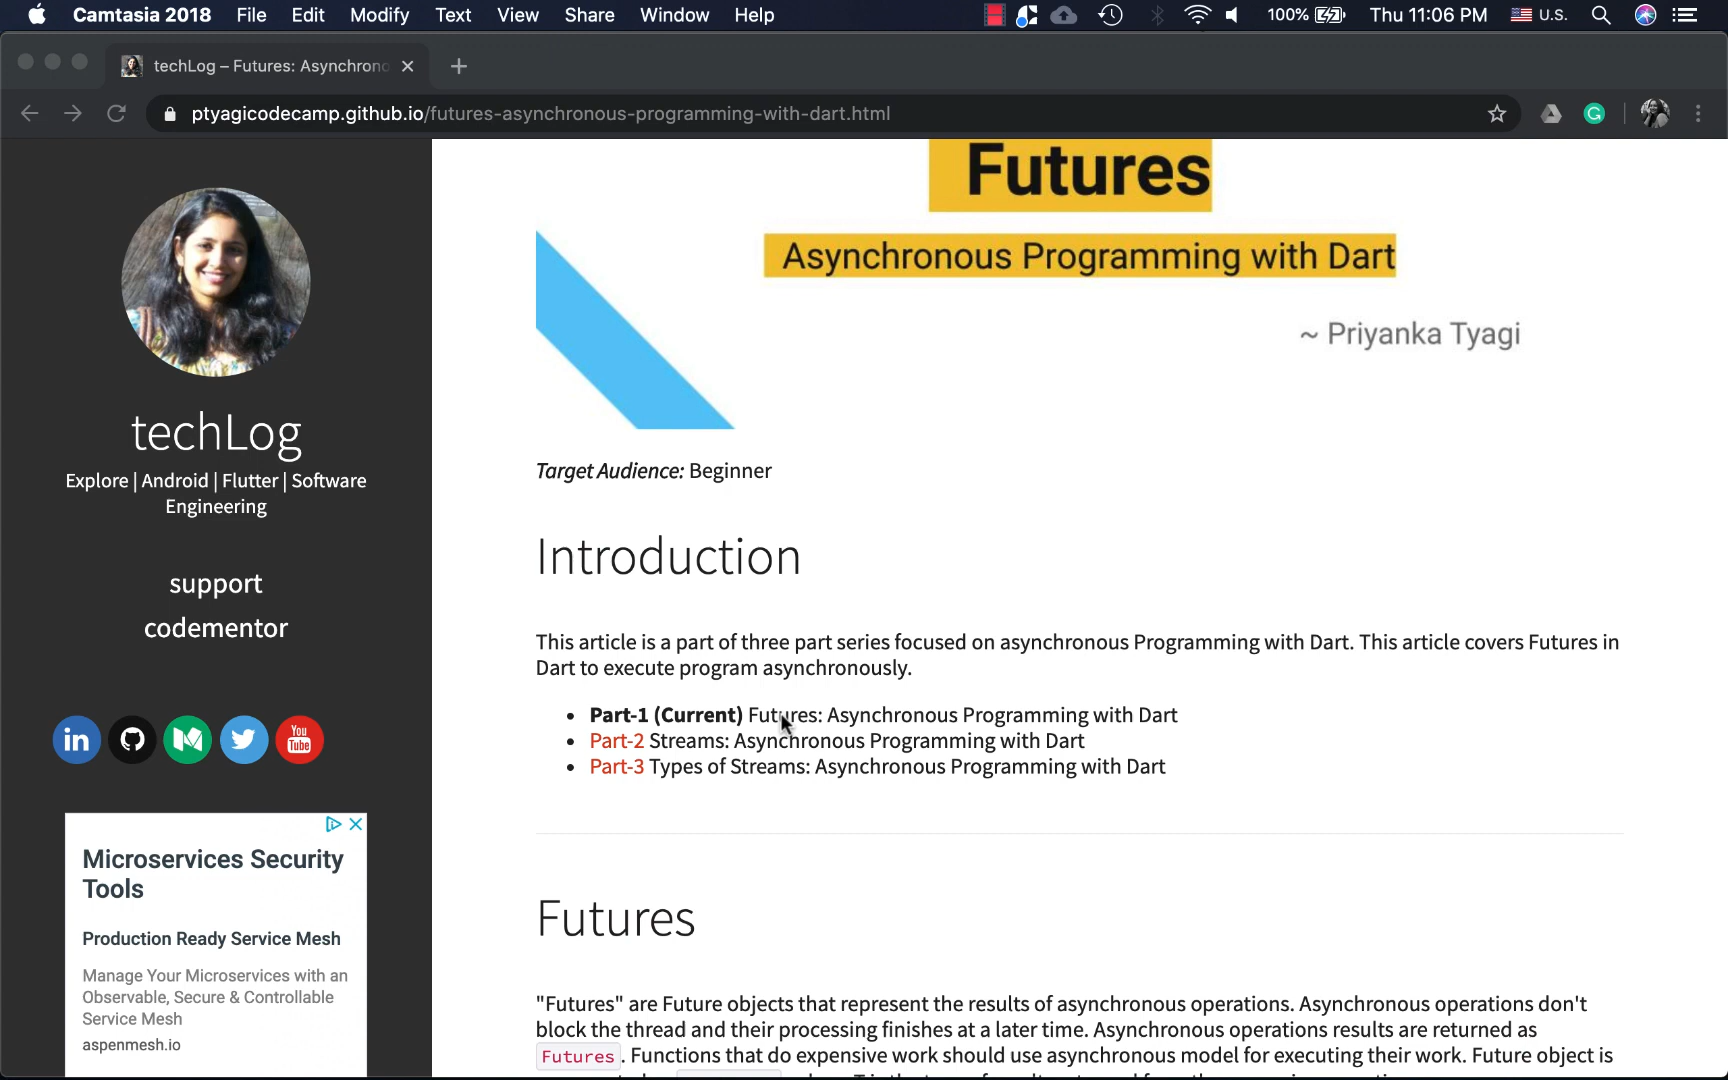 Camtasia 2018 File Edit Modify Text View Share Window Help 100% Thu 11:06 PM U.S.
techLog – Futures: Asynchron
ptyagicodecamp.github.io/futures-asynchronous-programming-with-dart.html
techLog
Explore | Android | Flutter | Software
Engineering
support
codementor
in
You
Tube
Microservices Security
Tools
Production Ready Service Mesh
Manage Your Microservices with an
Observable, Secure & Controllable
Service Mesh
aspenmesh.io
Futures
Asynchronous Programming with Dart
~ Priyanka Tyagi
Target Audience: Beginner
Introduction
This article is a part of three part series focused on asynchronous Programming with Dart. This article covers Futures in
Dart to execute program asynchronously.
• Part-1 (Current) Futures: Asynchronous Programming with Dart
• Part-2 Streams: Asynchronous Programming with Dart
• Part-3 Types of Streams: Asynchronous Programming with Dart
Futures
"Futures" are Future objects that represent the results of asynchronous operations. Asynchronous operations don't
block the thread and their processing finishes at a later time. Asynchronous operations results are returned as
Futures. Functions that do expensive work should use asynchronous model for executing their work. Future object is